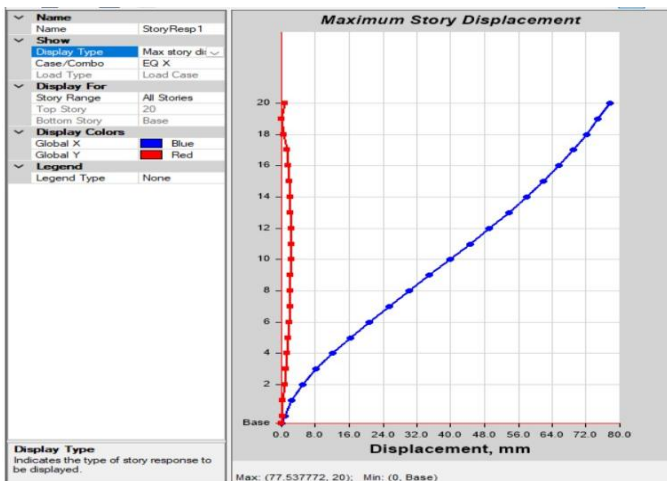 Name
Name StoryResp1
Show
Display Type Max story dis
Case/Combo EQ X
Load Type Load Case
Display For
Story Range All Stories
Top Story 20
Bottom Story Base
Display Colors
Global X Blue
Global Y Red
Legend
Legend Type None
Display Type
Indicates the type of story response to
be displayed.
Maximum Story Displacement
20
18
16
14
12
10
8
6
4
2
Base
0.0 8.0 16.0 24.0 32.0 40.0 48.0 56.0 64.0 72.0 80.0
Displacement, mm
Max: (77.537772, 20); Min: (0, Base)